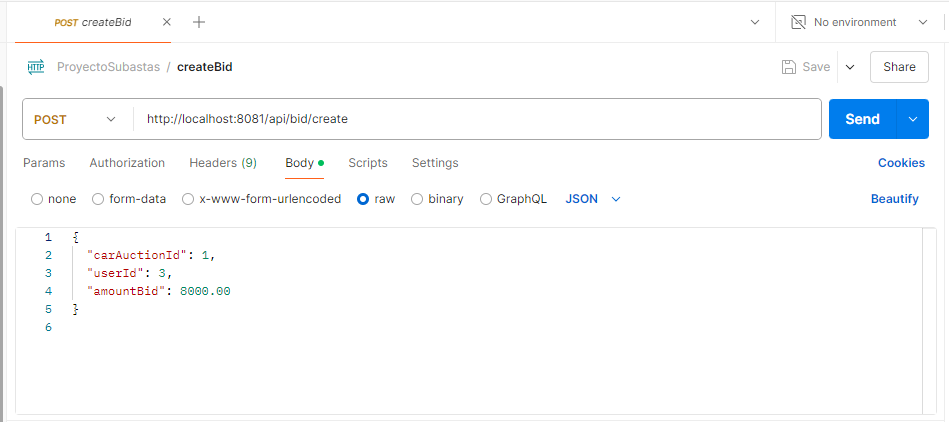 POST createBid
No environment
HTTP ProyectoSubastas / createBid Save Share
POST http://localhost:8081/api/bid/create Send
Params Authorization Headers (9) Body Scripts Settings Cookies
none form-data x-www-form-urlencoded raw binary GraphQL JSON Beautify
1 {
2 "carAuctionId": 1,
3 "userId": 3,
4 "amountBid": 8000.00
5 }
6